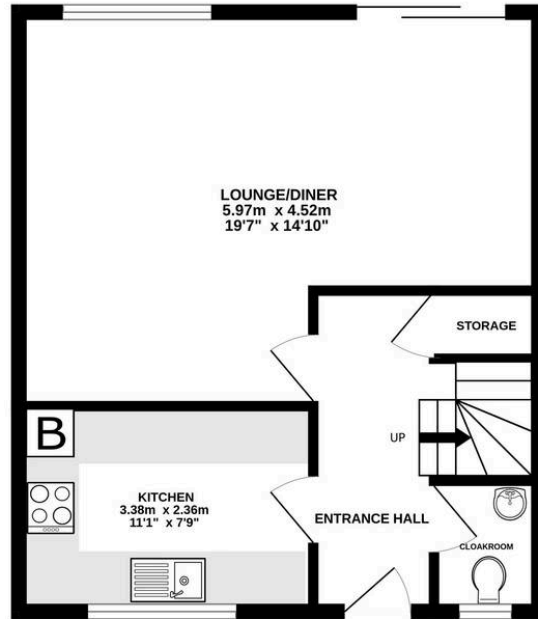 LOUNGE/DINER
5.97m x 4.52m
19'7" x 14'10"
STORAGE
B
UP
KITCHEN
3.38m x 2.36m
11'1" x 7'9"
ENTRANCE HALL
CLOAKROOM